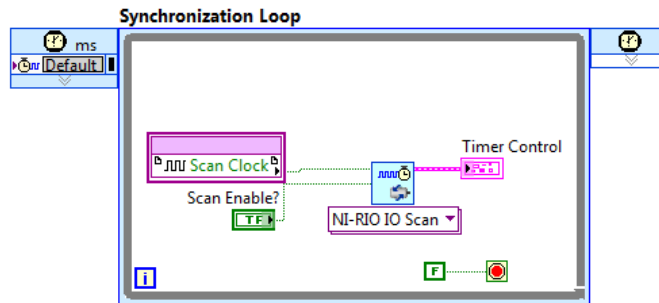 Synchronization Loop
ms
Default
Scan Clock
Timer Control
Scan Enable?
TF
NI-RIO IO Scan
F
i